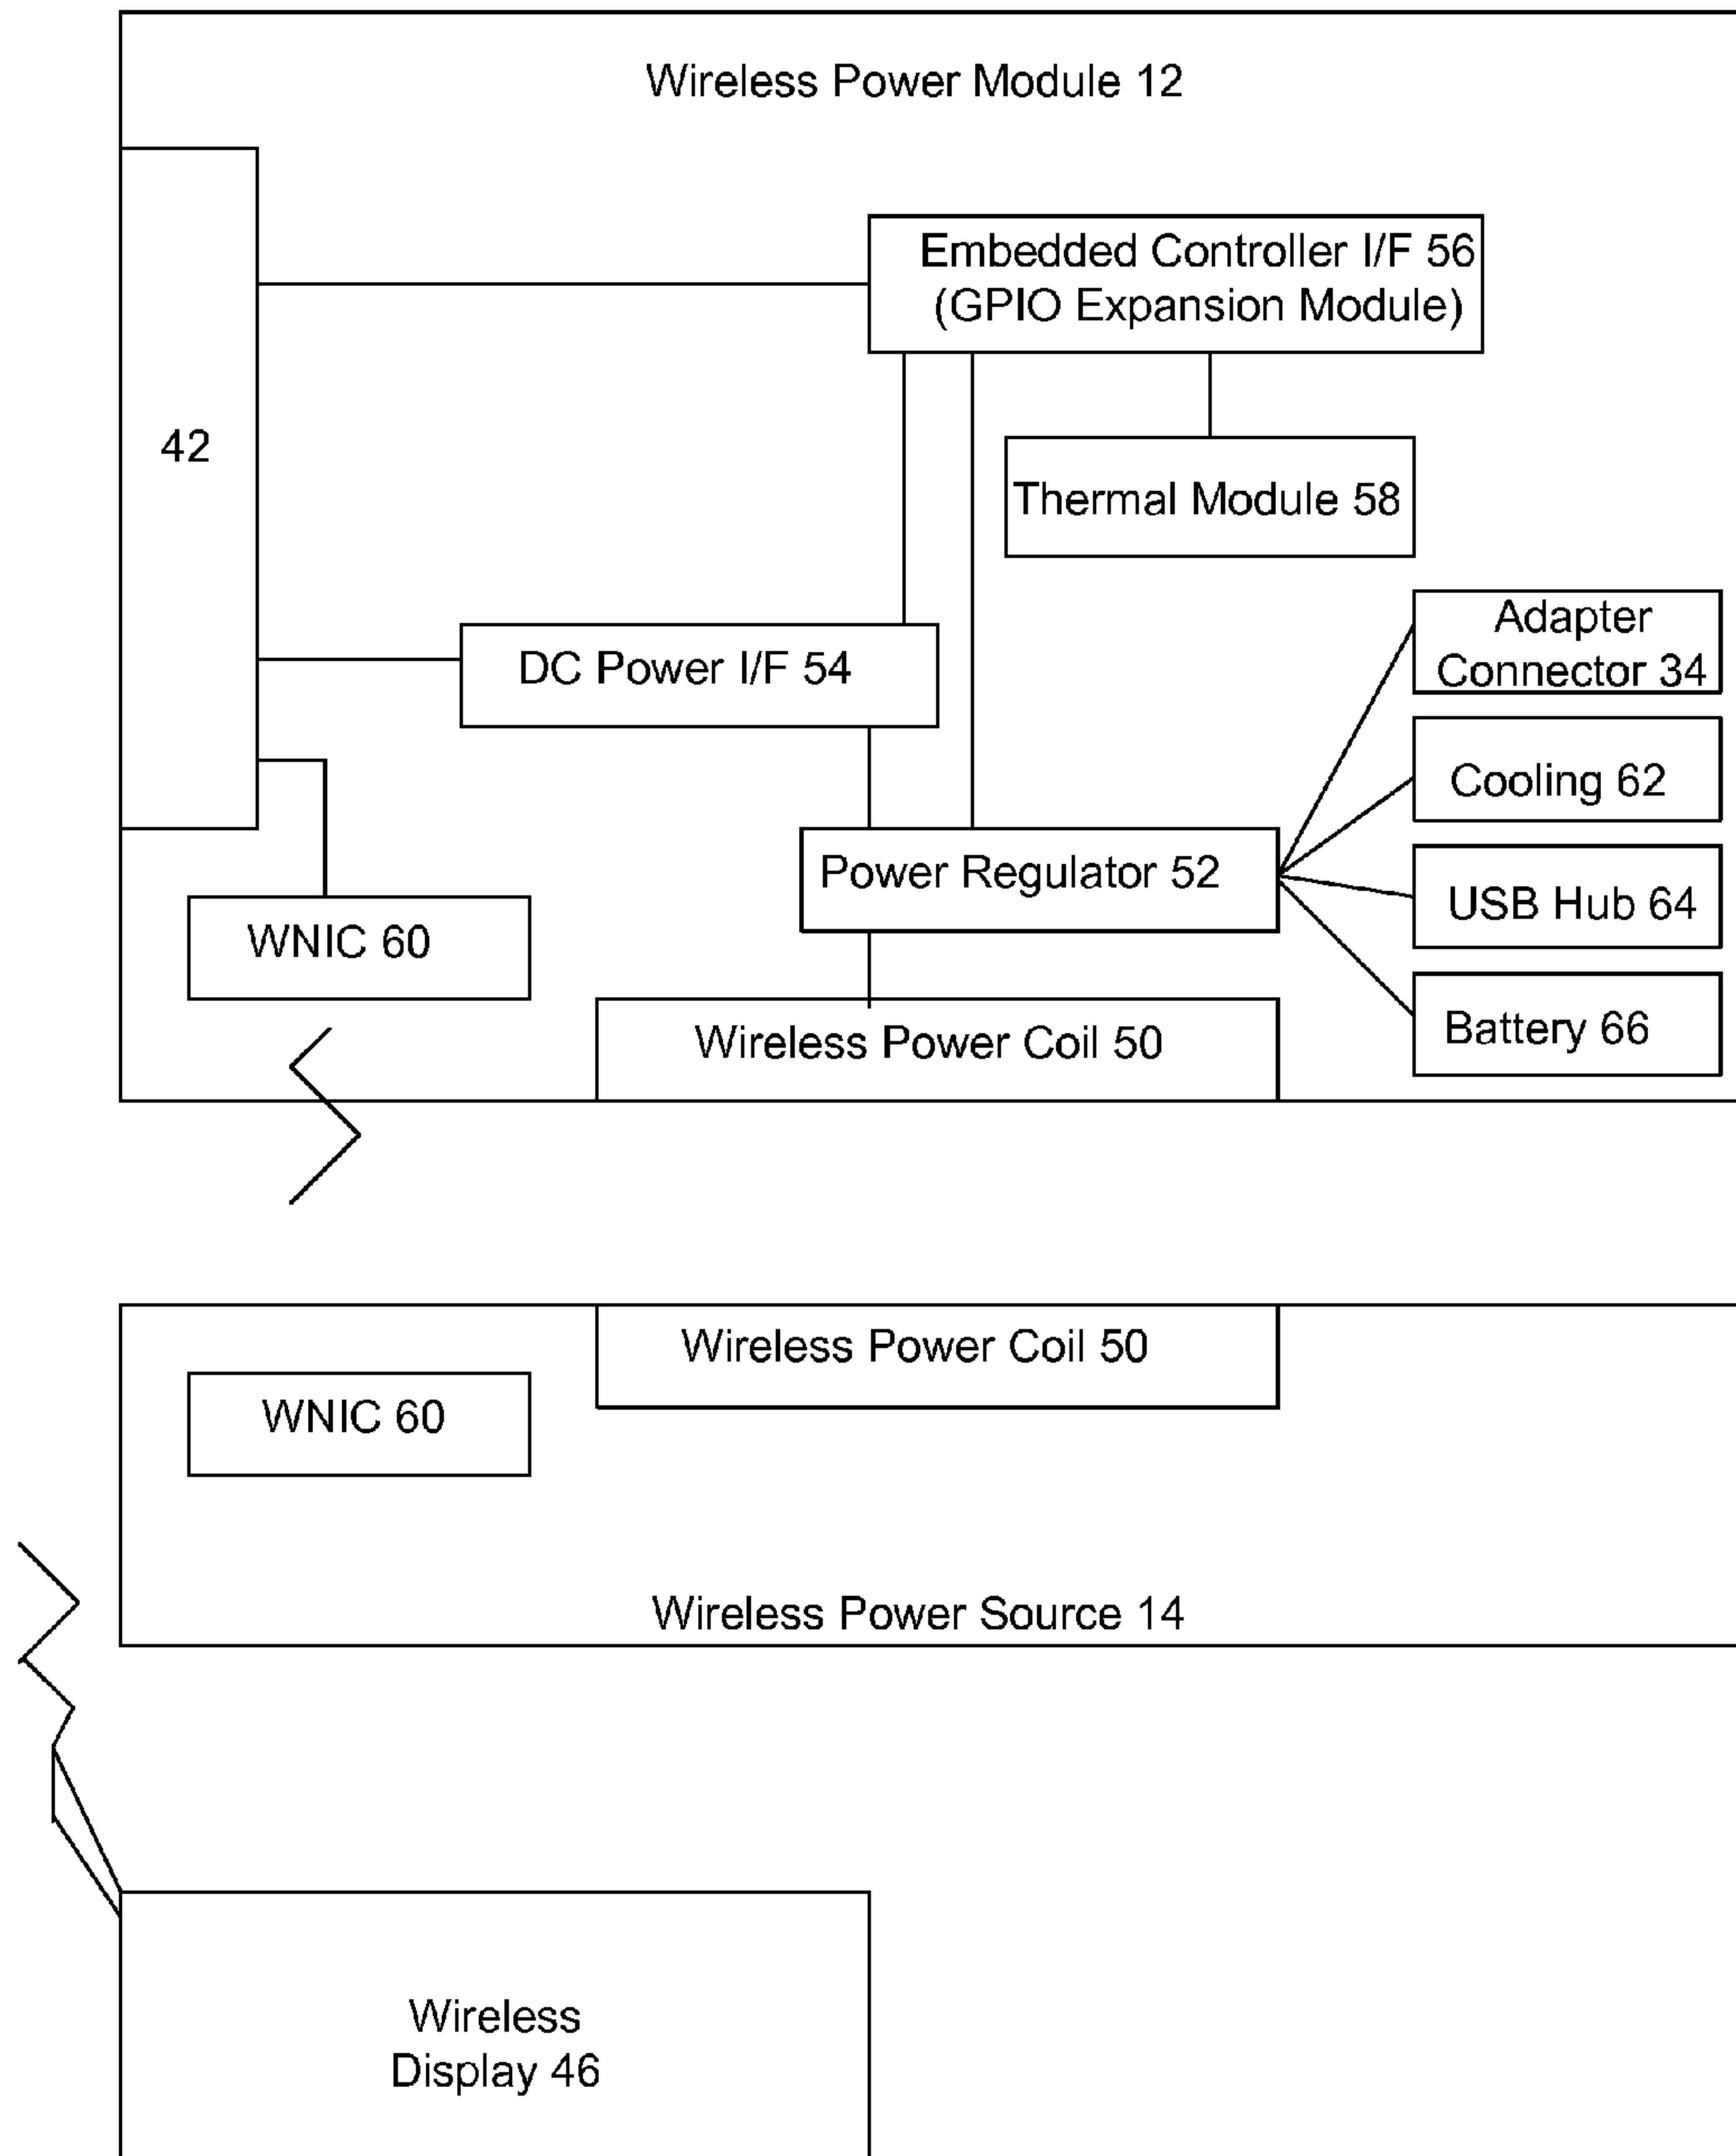 Wireless Power Module 12
Embedded Controller I/F 56
(GPIO Expansion Module)
42
Thermal Module 58
Adapter
Connector 34
DC Power I/F 54
Cooling 62
Power Regulator 52
USB Hub 64
WNIC 60
Battery 66
Wireless Power Coil 50
Wireless Power Coil 50
WNIC 60
Wireless Power Source 14
Wireless
Display 46